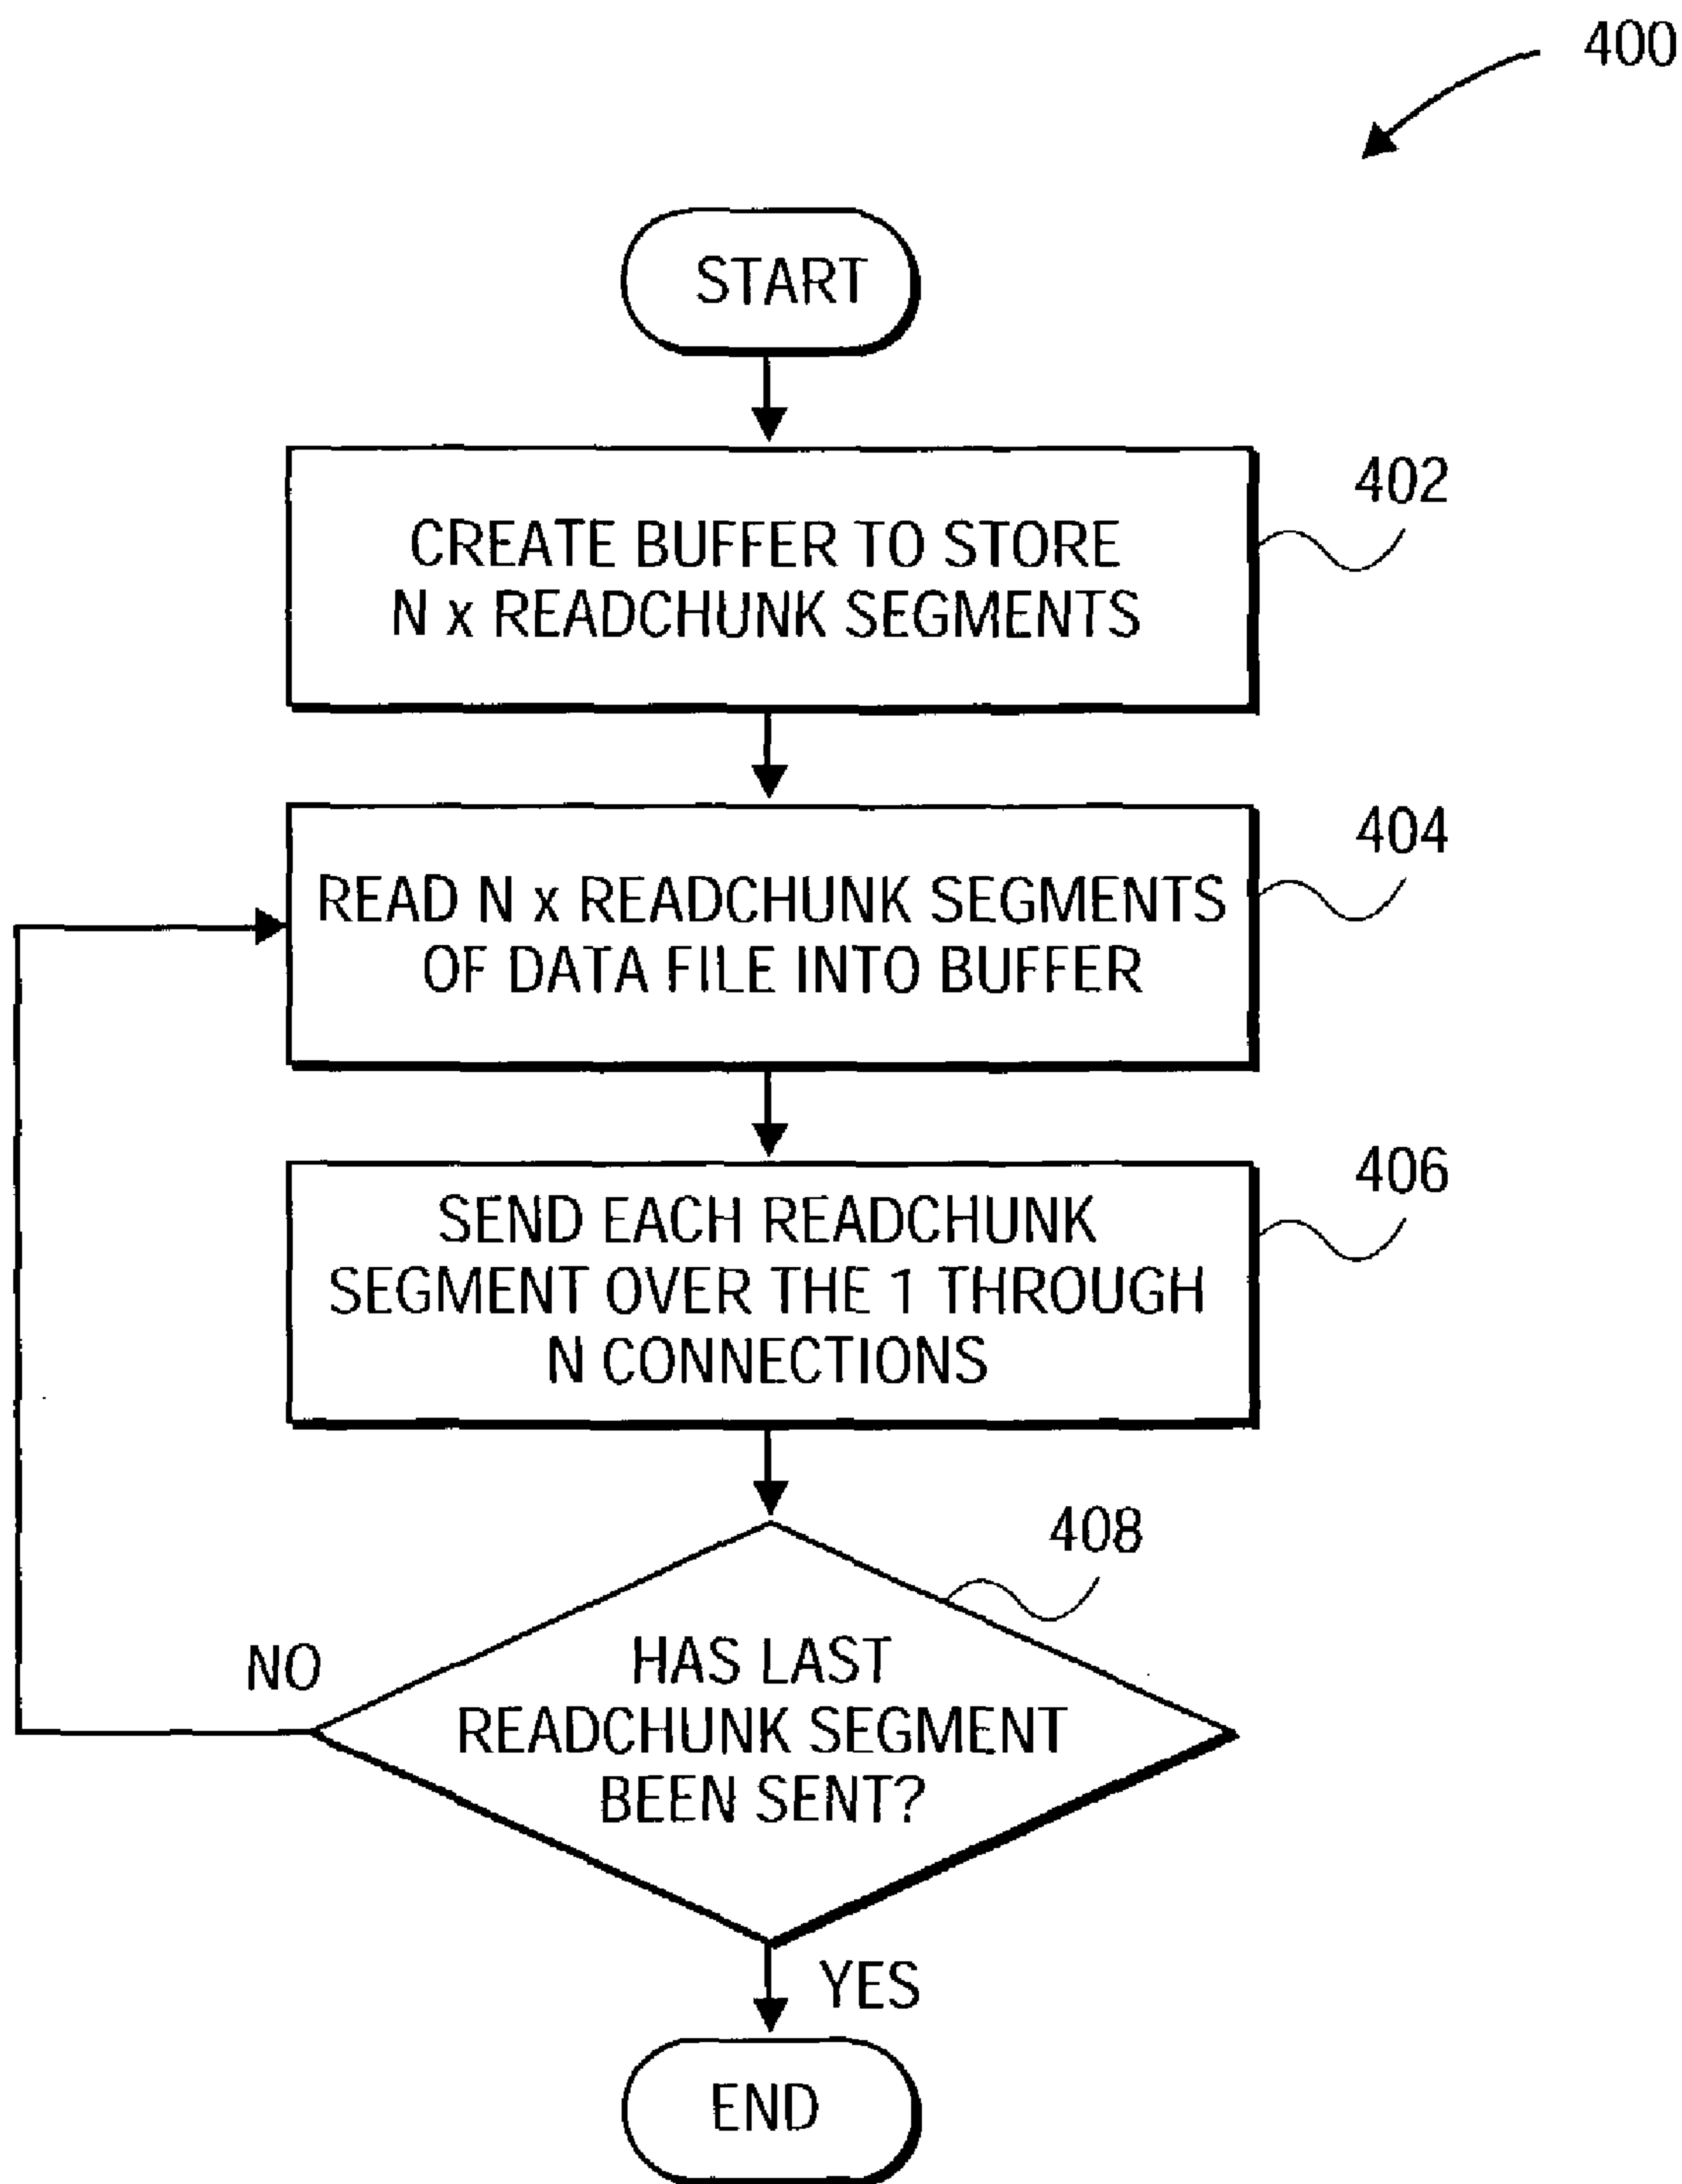 400
START
CREATE BUFFER TO STORE
N x READCHUNK SEGMENTS
402
READ N x READCHUNK SEGMENTS
OF DATA FILE INTO BUFFER
404
SEND EACH READCHUNK
SEGMENT OVER THE 1 THROUGH
N CONNECTIONS
406
408
HAS LAST
READCHUNK SEGMENT
BEEN SENT?
NO
YES
END